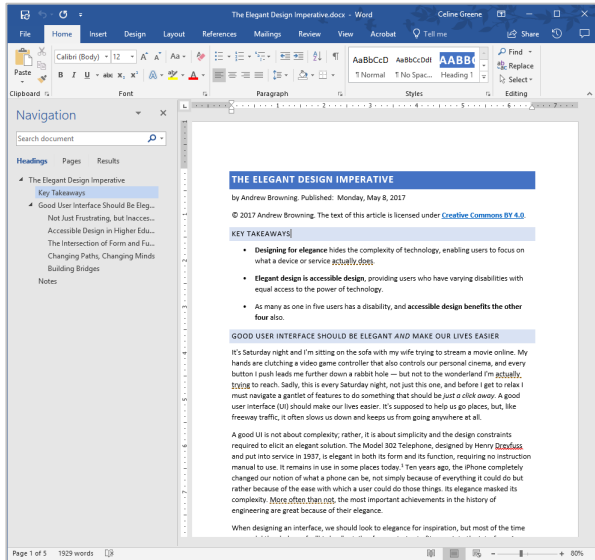 The Elegant Design Imperative.docx - Word
Celine Greene
File Home Insert Design Layout References Mailings Review View Acrobat Tell me Share
Paste
Calibri (Body) 12 A A Aa
B I U abc x₂ x² A A
AaBbCcD AaBbCcDdI AABBC
¶ Normal ¶ No Spac... Heading 1
Find
Replace
Select
Clipboard Font Paragraph Styles Editing
Navigation
Search document
Headings Pages Results
The Elegant Design Imperative
Key Takeaways
Good User Interface Should Be Eleg...
Not Just Frustrating, but Inacces...
Accessible Design in Higher Edu...
The Intersection of Form and Fu...
Changing Paths, Changing Minds
Building Bridges
Notes
1 2 3 4 5 6 7
THE ELEGANT DESIGN IMPERATIVE
by Andrew Browning. Published: Monday, May 8, 2017
© 2017 Andrew Browning. The text of this article is licensed under Creative Commons BY 4.0.
KEY TAKEAWAYS
• Designing for elegance hides the complexity of technology, enabling users to focus on
what a device or service actually does.
• Elegant design is accessible design, providing users who have varying disabilities with
equal access to the power of technology.
• As many as one in five users has a disability, and accessible design benefits the other
four also.
GOOD USER INTERFACE SHOULD BE ELEGANT AND MAKE OUR LIVES EASIER
It's Saturday night and I'm sitting on the sofa with my wife trying to stream a movie online. My
hands are clutching a video game controller that also controls our personal cinema, and every
button I push leads me further down a rabbit hole — but not to the wonderland I'm actually
trying to reach. Sadly, this is every Saturday night, not just this one, and before I get to relax I
must navigate a gantlet of features to do something that should be just a click away. A good
user interface (UI) should make our lives easier. It's supposed to help us go places, but, like
freeway traffic, it often slows us down and keeps us from going anywhere at all.
A good UI is not about complexity; rather, it is about simplicity and the design constraints
required to elicit an elegant solution. The Model 302 Telephone, designed by Henry Dreyfuss
and put into service in 1937, is elegant in both its form and its function, requiring no instruction
manual to use. It remains in use in some places today.¹ Ten years ago, the iPhone completely
changed our notion of what a phone can be, not simply because of everything it could do but
rather because of the ease with which a user could do those things. Its elegance masked its
complexity. More often than not, the most important achievements in the history of
engineering are great because of their elegance.
When designing an interface, we should look to elegance for inspiration, but most of the time
Page 1 of 5 1929 words
80%